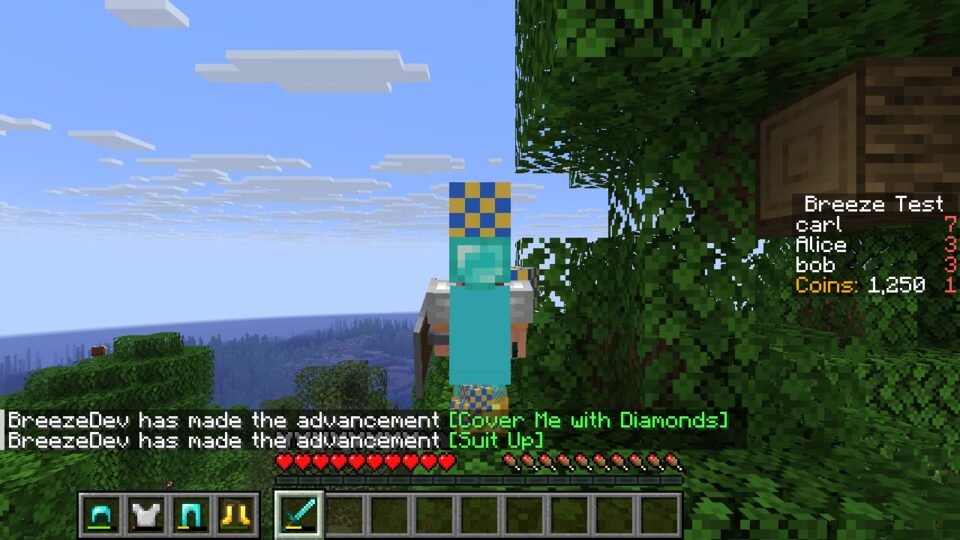 Breeze Test
carl 7
Alice 3
bob 3
Coins: 1,250 1
BreezeDev has made the advancement [Cover Me with Diamonds]
BreezeDev has made the advancement [Suit Up]